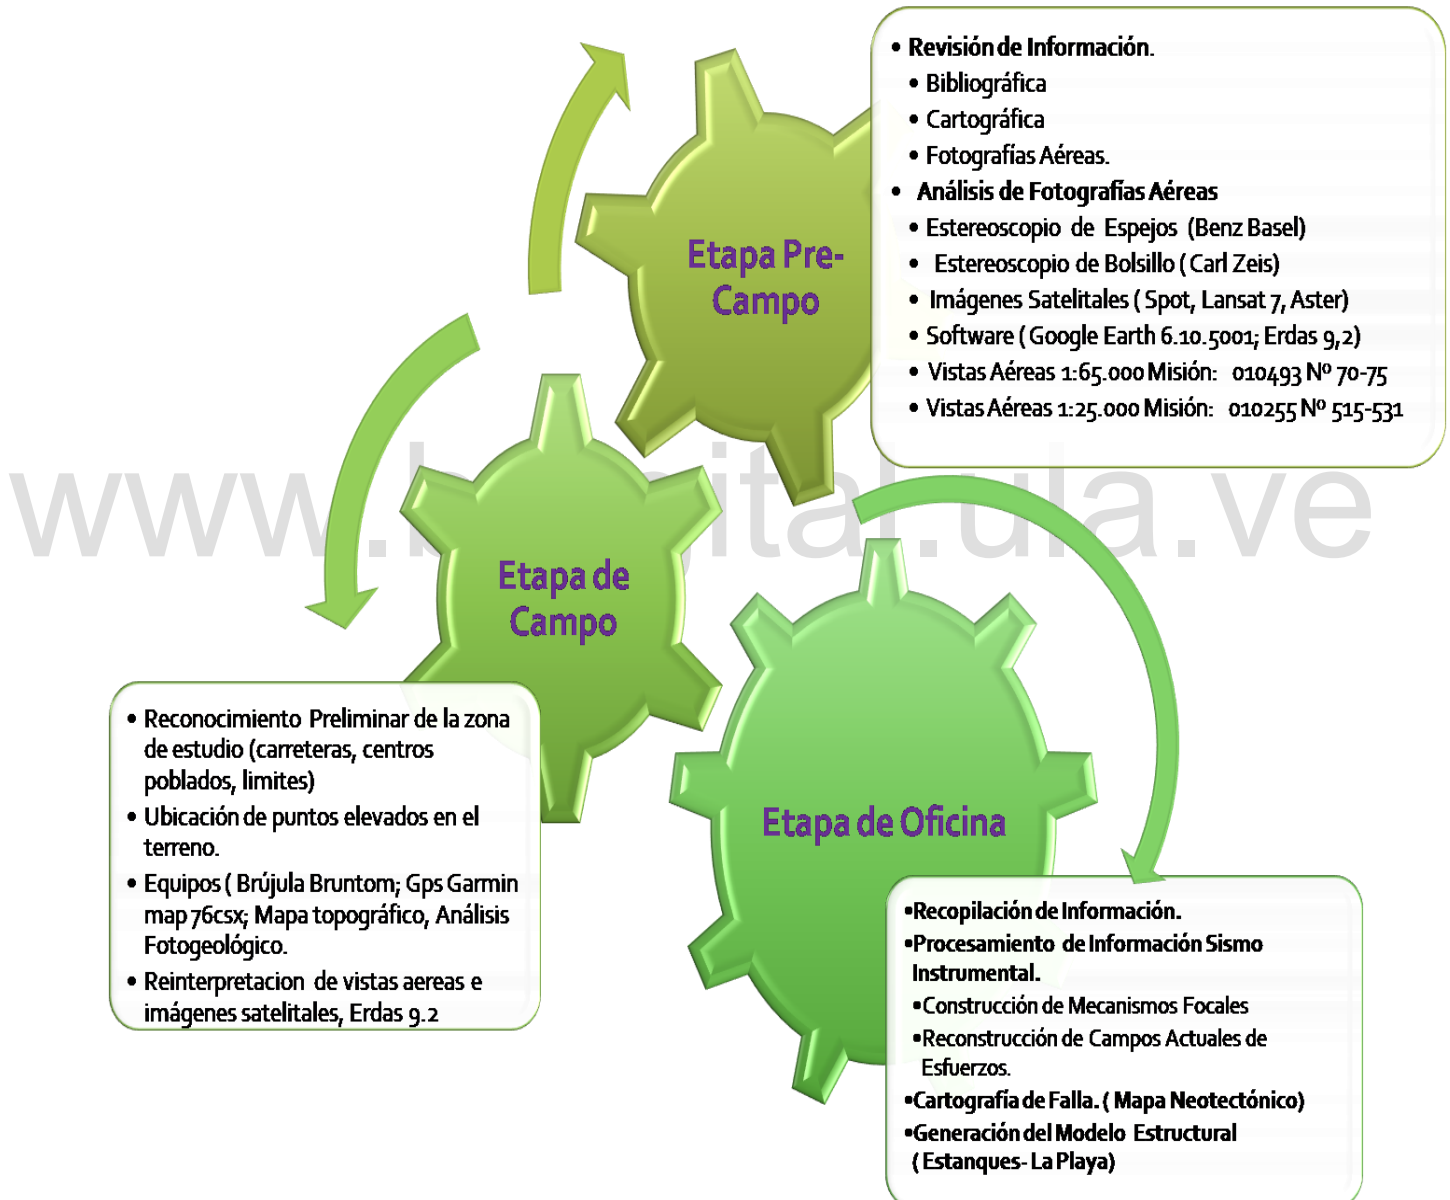 • Revisión de Información.
• Bibliográfica
• Cartográfica
• Fotografías Aéreas.
• Análisis de Fotografías Aéreas
• Estereoscopio de Espejos (Benz Basel)
• Estereoscopio de Bolsillo ( Carl Zeis)
• Imágenes Satelitales ( Spot, Lansat 7, Aster)
• Software ( Google Earth 6.10.5001; Erdas 9,2)
• Vistas Aéreas 1:65.000 Misión: 010493 Nº 70-75
• Vistas Aéreas 1:25.000 Misión: 010255 Nº 515-531
Etapa Pre-
Campo
Etapa de
Campo
• Reconocimiento Preliminar de la zona
de estudio (carreteras, centros
poblados, limites)
• Ubicación de puntos elevados en el
terreno.
• Equipos ( Brújula Bruntom; Gps Garmin
map 76csx; Mapa topográfico, Análisis
Fotogeológico.
• Reinterpretacion de vistas aereas e
imágenes satelitales, Erdas 9.2
Etapa de Oficina
•Recopilación de Información.
•Procesamiento de Información Sismo
Instrumental.
•Construcción de Mecanismos Focales
•Reconstrucción de Campos Actuales de
Esfuerzos.
•Cartografía de Falla. ( Mapa Neotectónico)
•Generación del Modelo Estructural
( Estanques- La Playa)